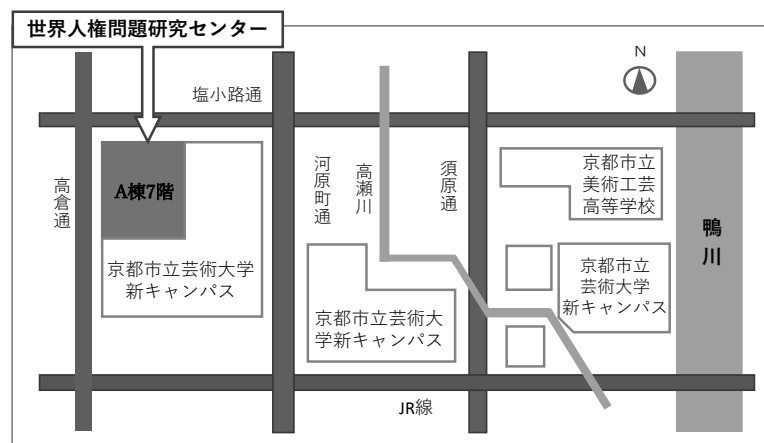 世界人権問題研究センター
N
塩小路通
高倉通
A棟7階
京都市立芸術大学
新キャンパス
河原町通
高瀬川
須原通
京都市立
美術工芸
高等学校
鴨川
京都市立芸術大
学新キャンパス
京都市立
芸術大学
新キャンパス
JR線